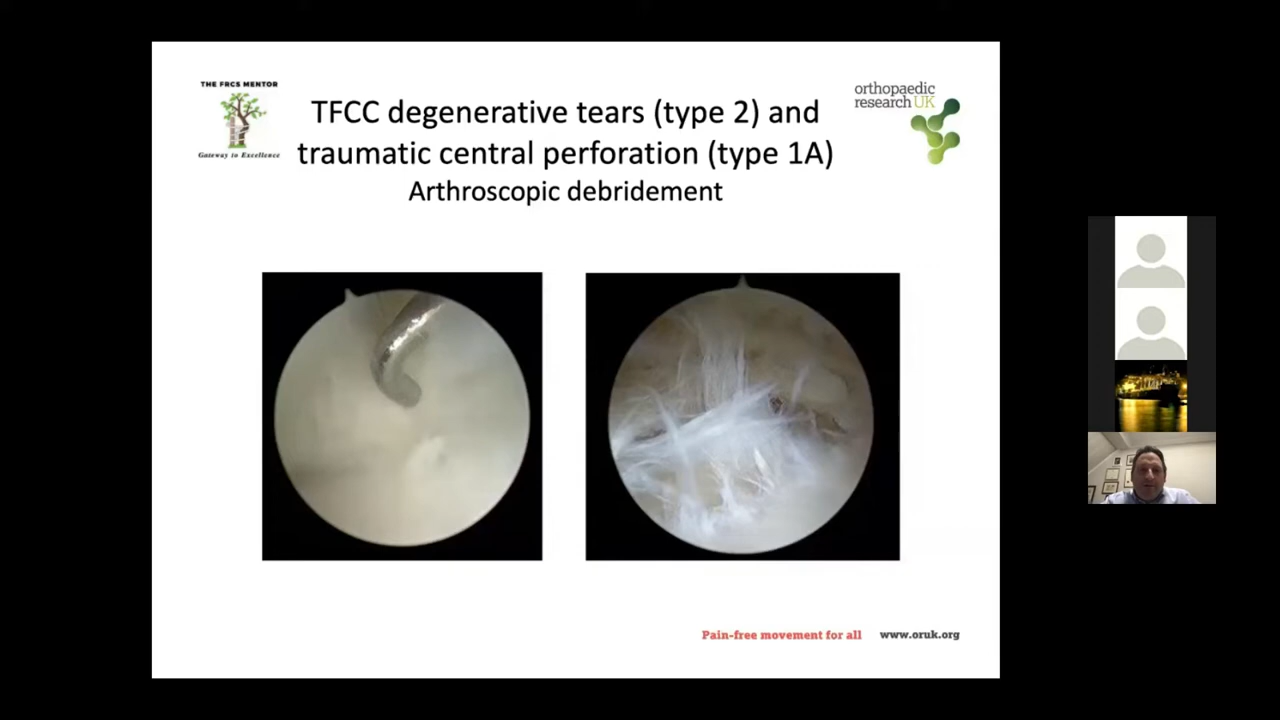 THE FRCS MENTOR
Gateway to Excellence
orthopaedic
research UK
TFCC degenerative tears (type 2) and
traumatic central perforation (type 1A)
Arthroscopic debridement
Pain-free movement for all www.oruk.org